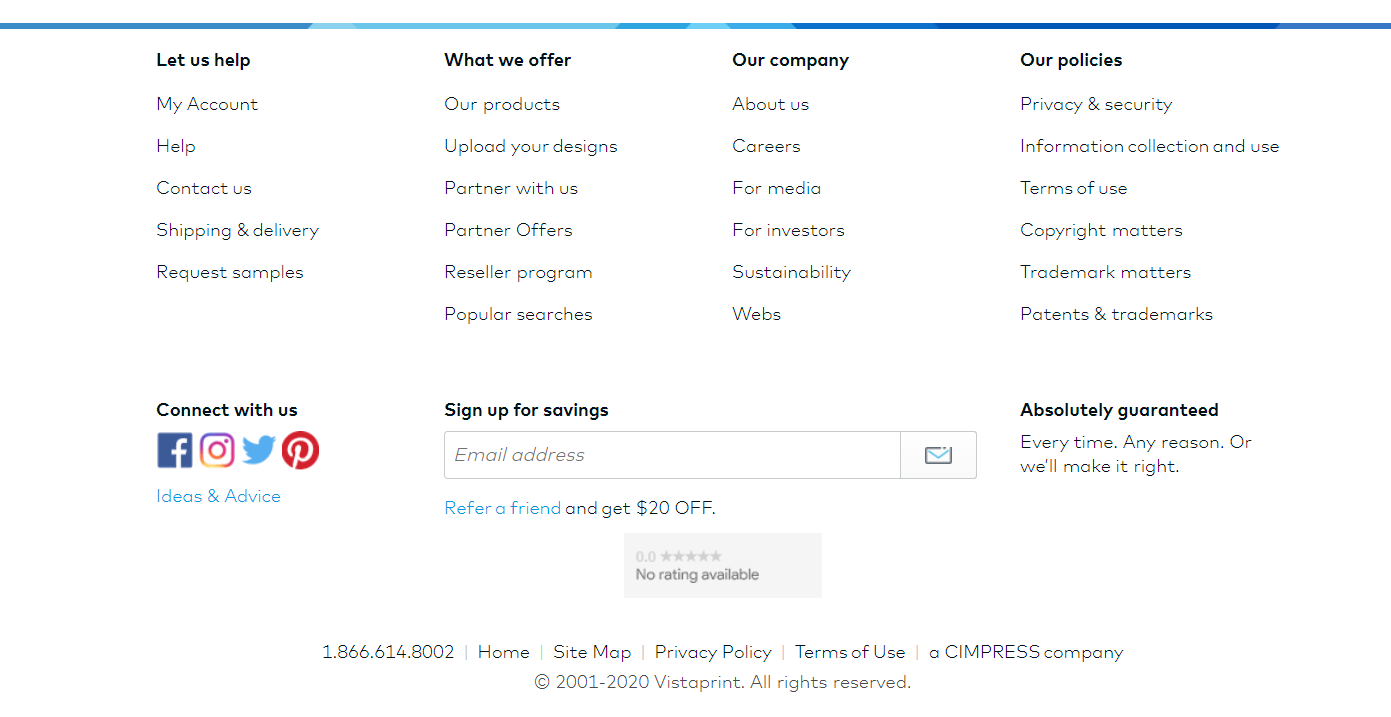 Let us help
My Account
Help
Contact us
Shipping & delivery
Request samples
What we offer
Our products
Upload your designs
Partner with us
Partner Offers
Reseller program
Popular searches
Our company
About us
Careers
For media
For investors
Sustainability
Webs
Our policies
Privacy & security
Information collection and use
Terms of use
Copyright matters
Trademark matters
Patents & trademarks
Connect with us
Ideas & Advice
Sign up for savings
Email address
Refer a friend and get $20 OFF.
0.0 ★★★★★
No rating available
Absolutely guaranteed
Every time. Any reason. Or
we'll make it right.
1.866.614.8002 | Home | Site Map | Privacy Policy | Terms of Use | a CIMPRESS company
© 2001-2020 Vistaprint. All rights reserved.